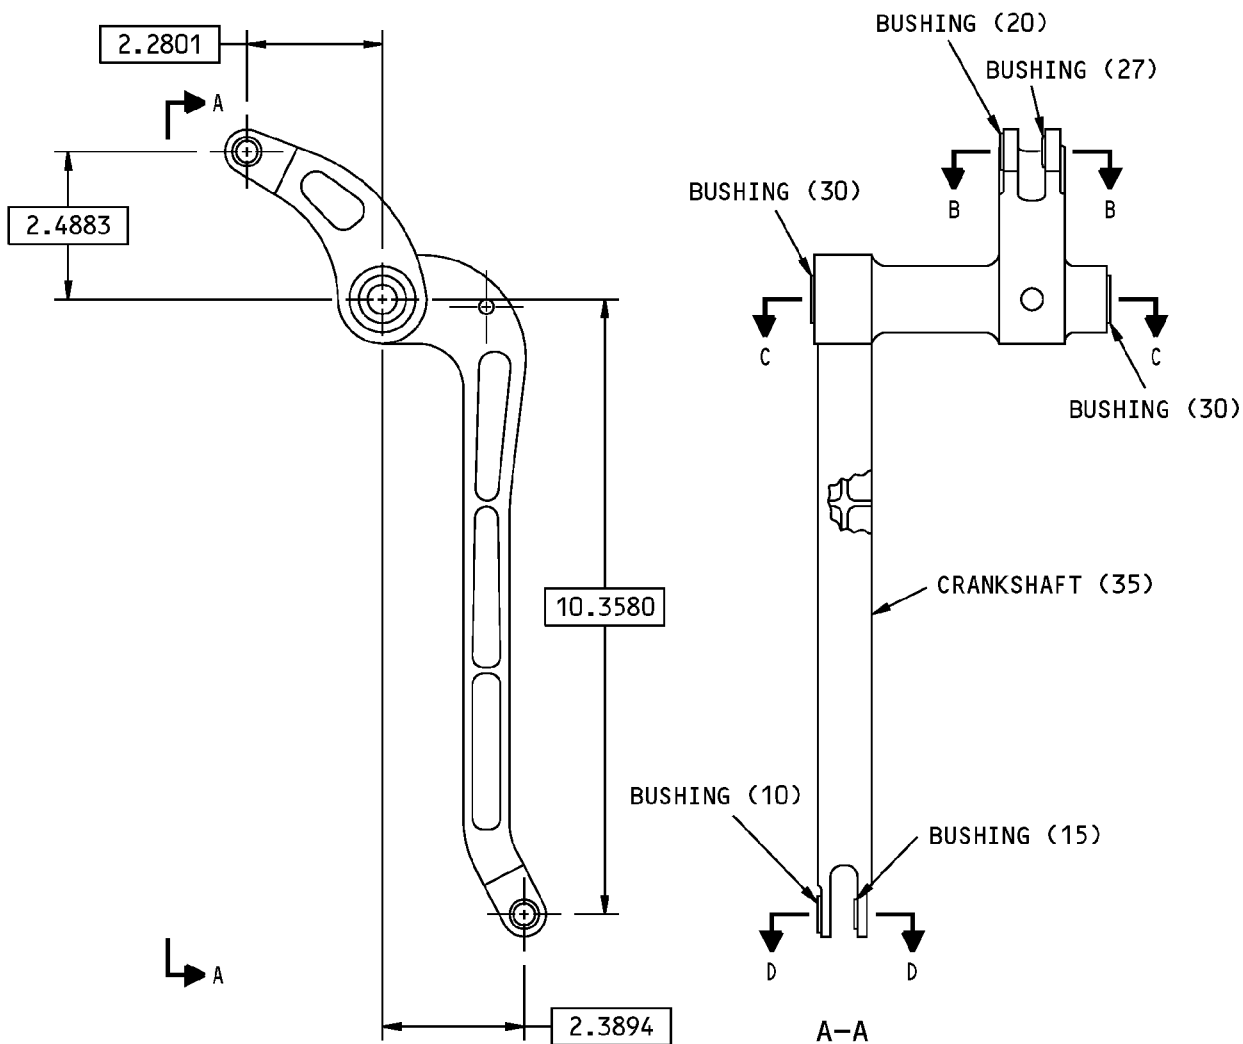 BUSHING (20)
2.2801
BUSHING (27)
A
BUSHING (30)
B
B
2.4883
C
C
BUSHING (30)
CRANKSHAFT (35)
10.3580
BUSHING (10)
BUSHING (15)
D
D
A
2.3894
A-A